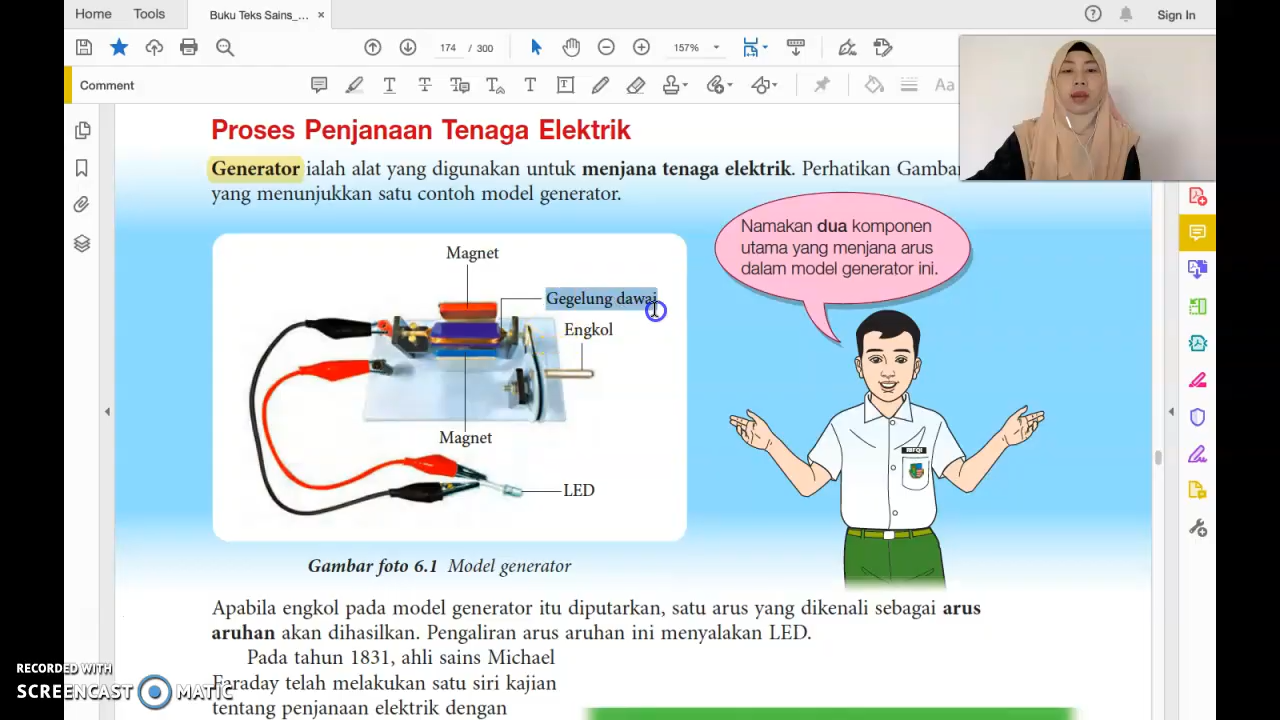 Home
Tools
Buku Teks Sains_...
×
Sign In
174 / 300
157%
Comment
Aa
Proses Penjanaan Tenaga Elektrik
Generator ialah alat yang digunakan untuk menjana tenaga elektrik. Perhatikan Gambar
yang menunjukkan satu contoh model generator.
Magnet
Gegelung dawai
Engkol
Magnet
LED
Namakan dua komponen
utama yang menjana arus
dalam model generator ini.
RIFQI
Gambar foto 6.1 Model generator
Apabila engkol pada model generator itu diputarkan, satu arus yang dikenali sebagai arus
aruhan akan dihasilkan. Pengaliran arus aruhan ini menyalakan LED.
Pada tahun 1831, ahli sains Michael
Faraday telah melakukan satu siri kajian
tentang penjanaan elektrik dengan
RECORDED WITH
SCREENCAST MATIC